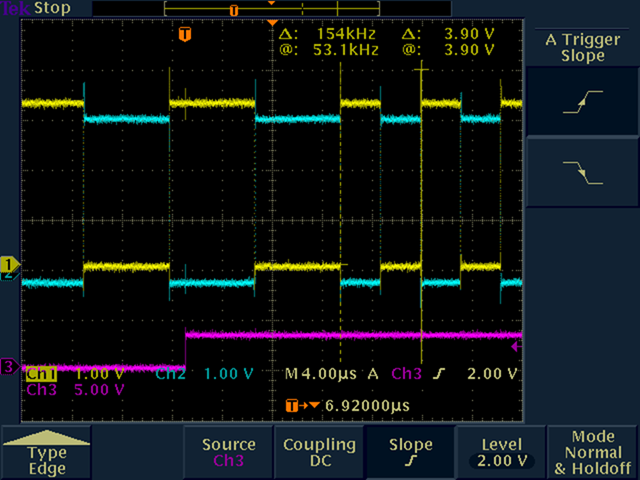 Tek Stop
T
T
Δ: 154kHz Δ: 3.90 V
@: 53.1kHz @: 3.90 V
A Trigger
Slope
1
2
3
Ch1 1.00 V Ch2 1.00 V M 4.00µs A Ch3 2.00 V
Ch3 5.00 V
T 6.92000µs
Type
Edge
Source
Ch3
Coupling
DC
Slope
Level
2.00 V
Mode
Normal
& Holdoff